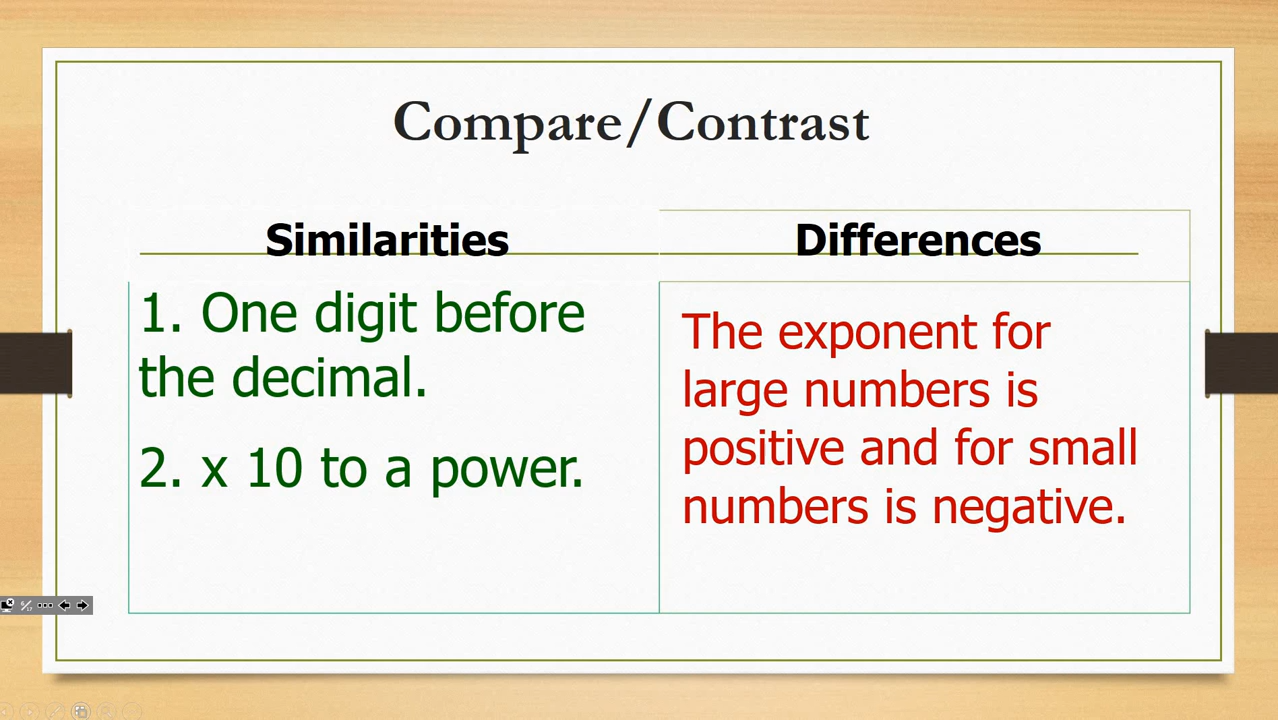 Compare/Contrast
Similarities
Differences
1. One digit before
the decimal.
2. x 10 to a power.
The exponent for
large numbers is
positive and for small
numbers is negative.